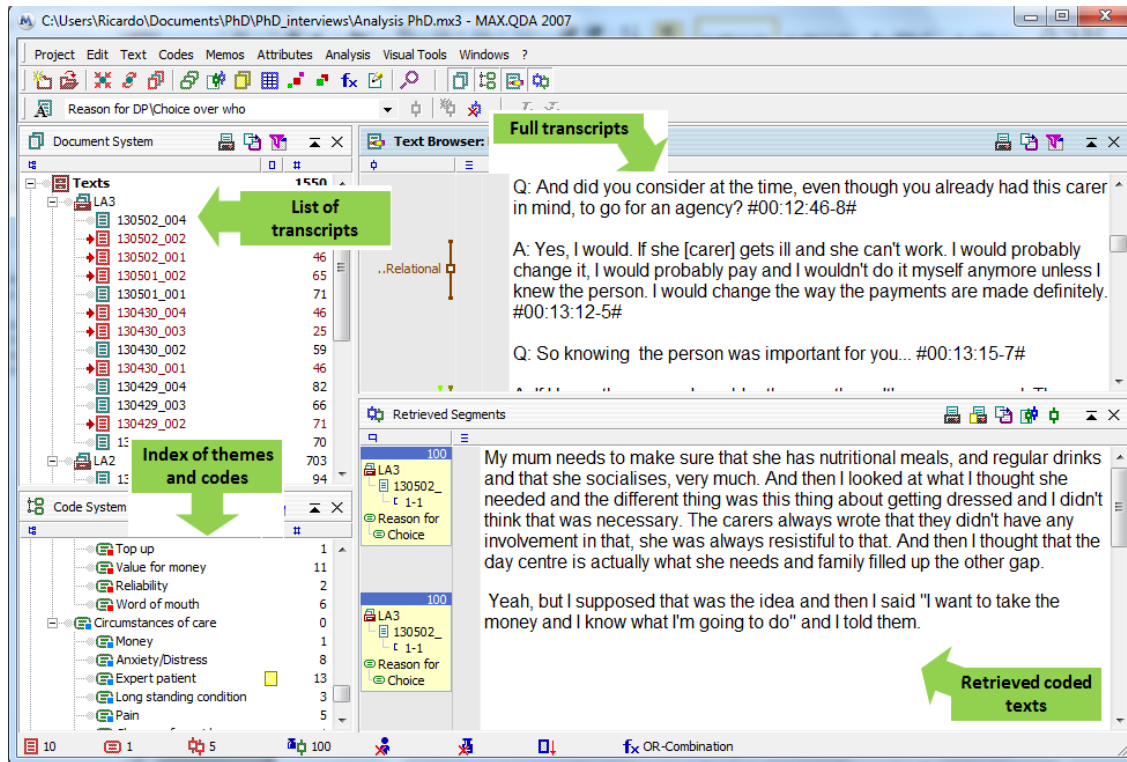 C:\Users\Ricardo\Documents\PhD\PhD_interviews\Analysis PhD.mx3 - MAX.QDA 2007
Project Edit Text Codes Memos Attributes Analysis Visual Tools Windows ?
Reason for DP\Choice over who
Document System
#
Texts 1550
LA3
130502_004
130502_002
130502_001 46
130501_002 65
130501_001 71
130430_004 46
130430_003 25
130430_002 59
130430_001 46
130429_004 82
130429_003 66
130429_002 71
70
LA2 703
94
List of
transcripts
Index of themes
and codes
Code System
#
Top up 1
Value for money 11
Reliability 2
Word of mouth 6
Circumstances of care 0
Money 1
Anxiety/Distress 8
Expert patient 13
Long standing condition 3
Pain 5
Text Browser:
Full transcripts
..Relational
Q: And did you consider at the time, even though you already had this carer
in mind, to go for an agency? #00:12:46-8#
A: Yes, I would. If she [carer] gets ill and she can't work. I would probably
change it, I would probably pay and I wouldn't do it myself anymore unless I
knew the person. I would change the way the payments are made definitely.
#00:13:12-5#
Q: So knowing the person was important for you... #00:13:15-7#
Retrieved Segments
100
LA3
130502_
1-1
Reason for
Choice
My mum needs to make sure that she has nutritional meals, and regular drinks
and that she socialises, very much. And then I looked at what I thought she
needed and the different thing was this thing about getting dressed and I didn't
think that was necessary. The carers always wrote that they didn't have any
involvement in that, she was always resistiful to that. And then I thought that the
day centre is actually what she needs and family filled up the other gap.
100
LA3
130502_
1-1
Reason for
Choice
Yeah, but I supposed that was the idea and then I said "I want to take the
money and I know what I'm going to do" and I told them.
Retrieved coded
texts
10 1 5 100 fx OR-Combination